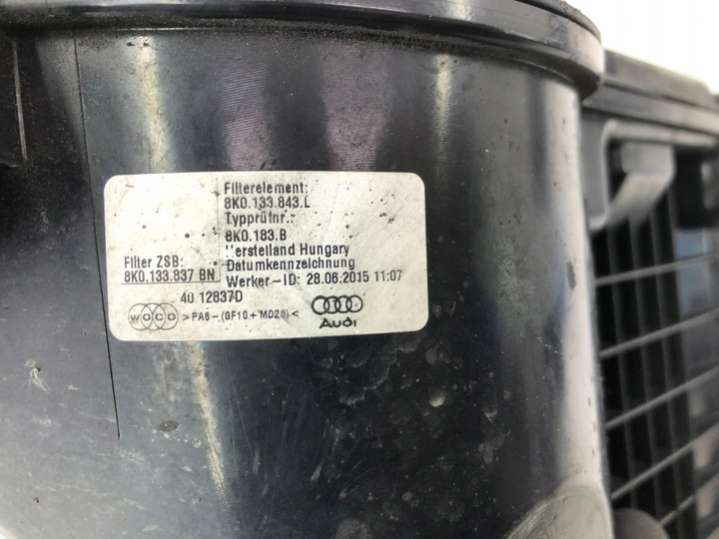 Filterelement:
8K0.133.843.L
Typprüfnr.:
8K0.183.B
Herstelland Hungary
Datumkennzeichnung
Werker-ID: 28.06.2015 11:07
Filter ZSB:
8K0.133.837 BN
40 12837D
WOCO >PA6-(GF10+MD20)<
Audi